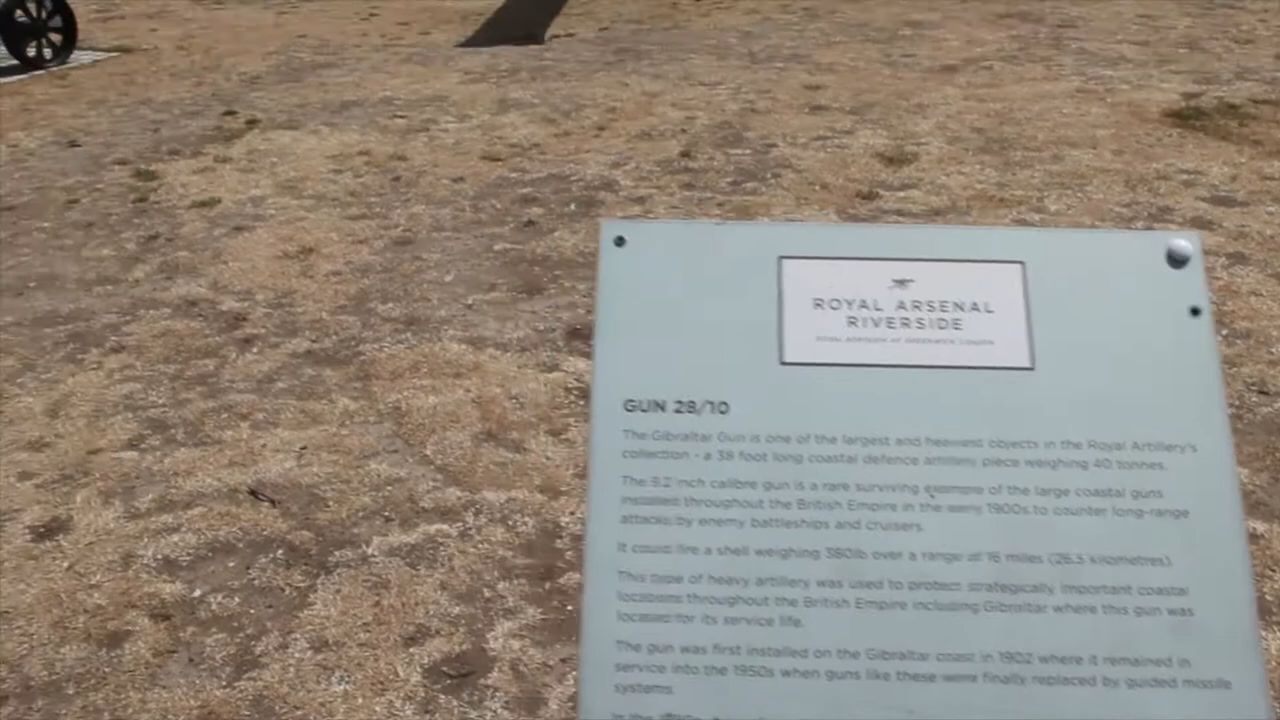 ROYAL ARSENAL
RIVERSIDE
ROYAL BOROUGH OF GREENWICH LONDON
GUN 28/10
The Gibraltar Gun is one of the largest and heaviest objects in the Royal Artillery's
collection - a 38 foot long coastal defence artillery piece weighing 40 tonnes.
The 9.2 inch calibre gun is a rare surviving example of the large coastal guns
installed throughout the British Empire in the early 1900s to counter long-range
attacks by enemy battleships and cruisers.
It could fire a shell weighing 380lb over a range of 16 miles (26.5 kilometres).
This type of heavy artillery was used to protect strategically important coastal
locations throughout the British Empire including Gibraltar where this gun was
located for its service life.
The gun was first installed on the Gibraltar coast in 1902 where it remained in
service into the 1950s when guns like these were finally replaced by guided missile
systems.
In the